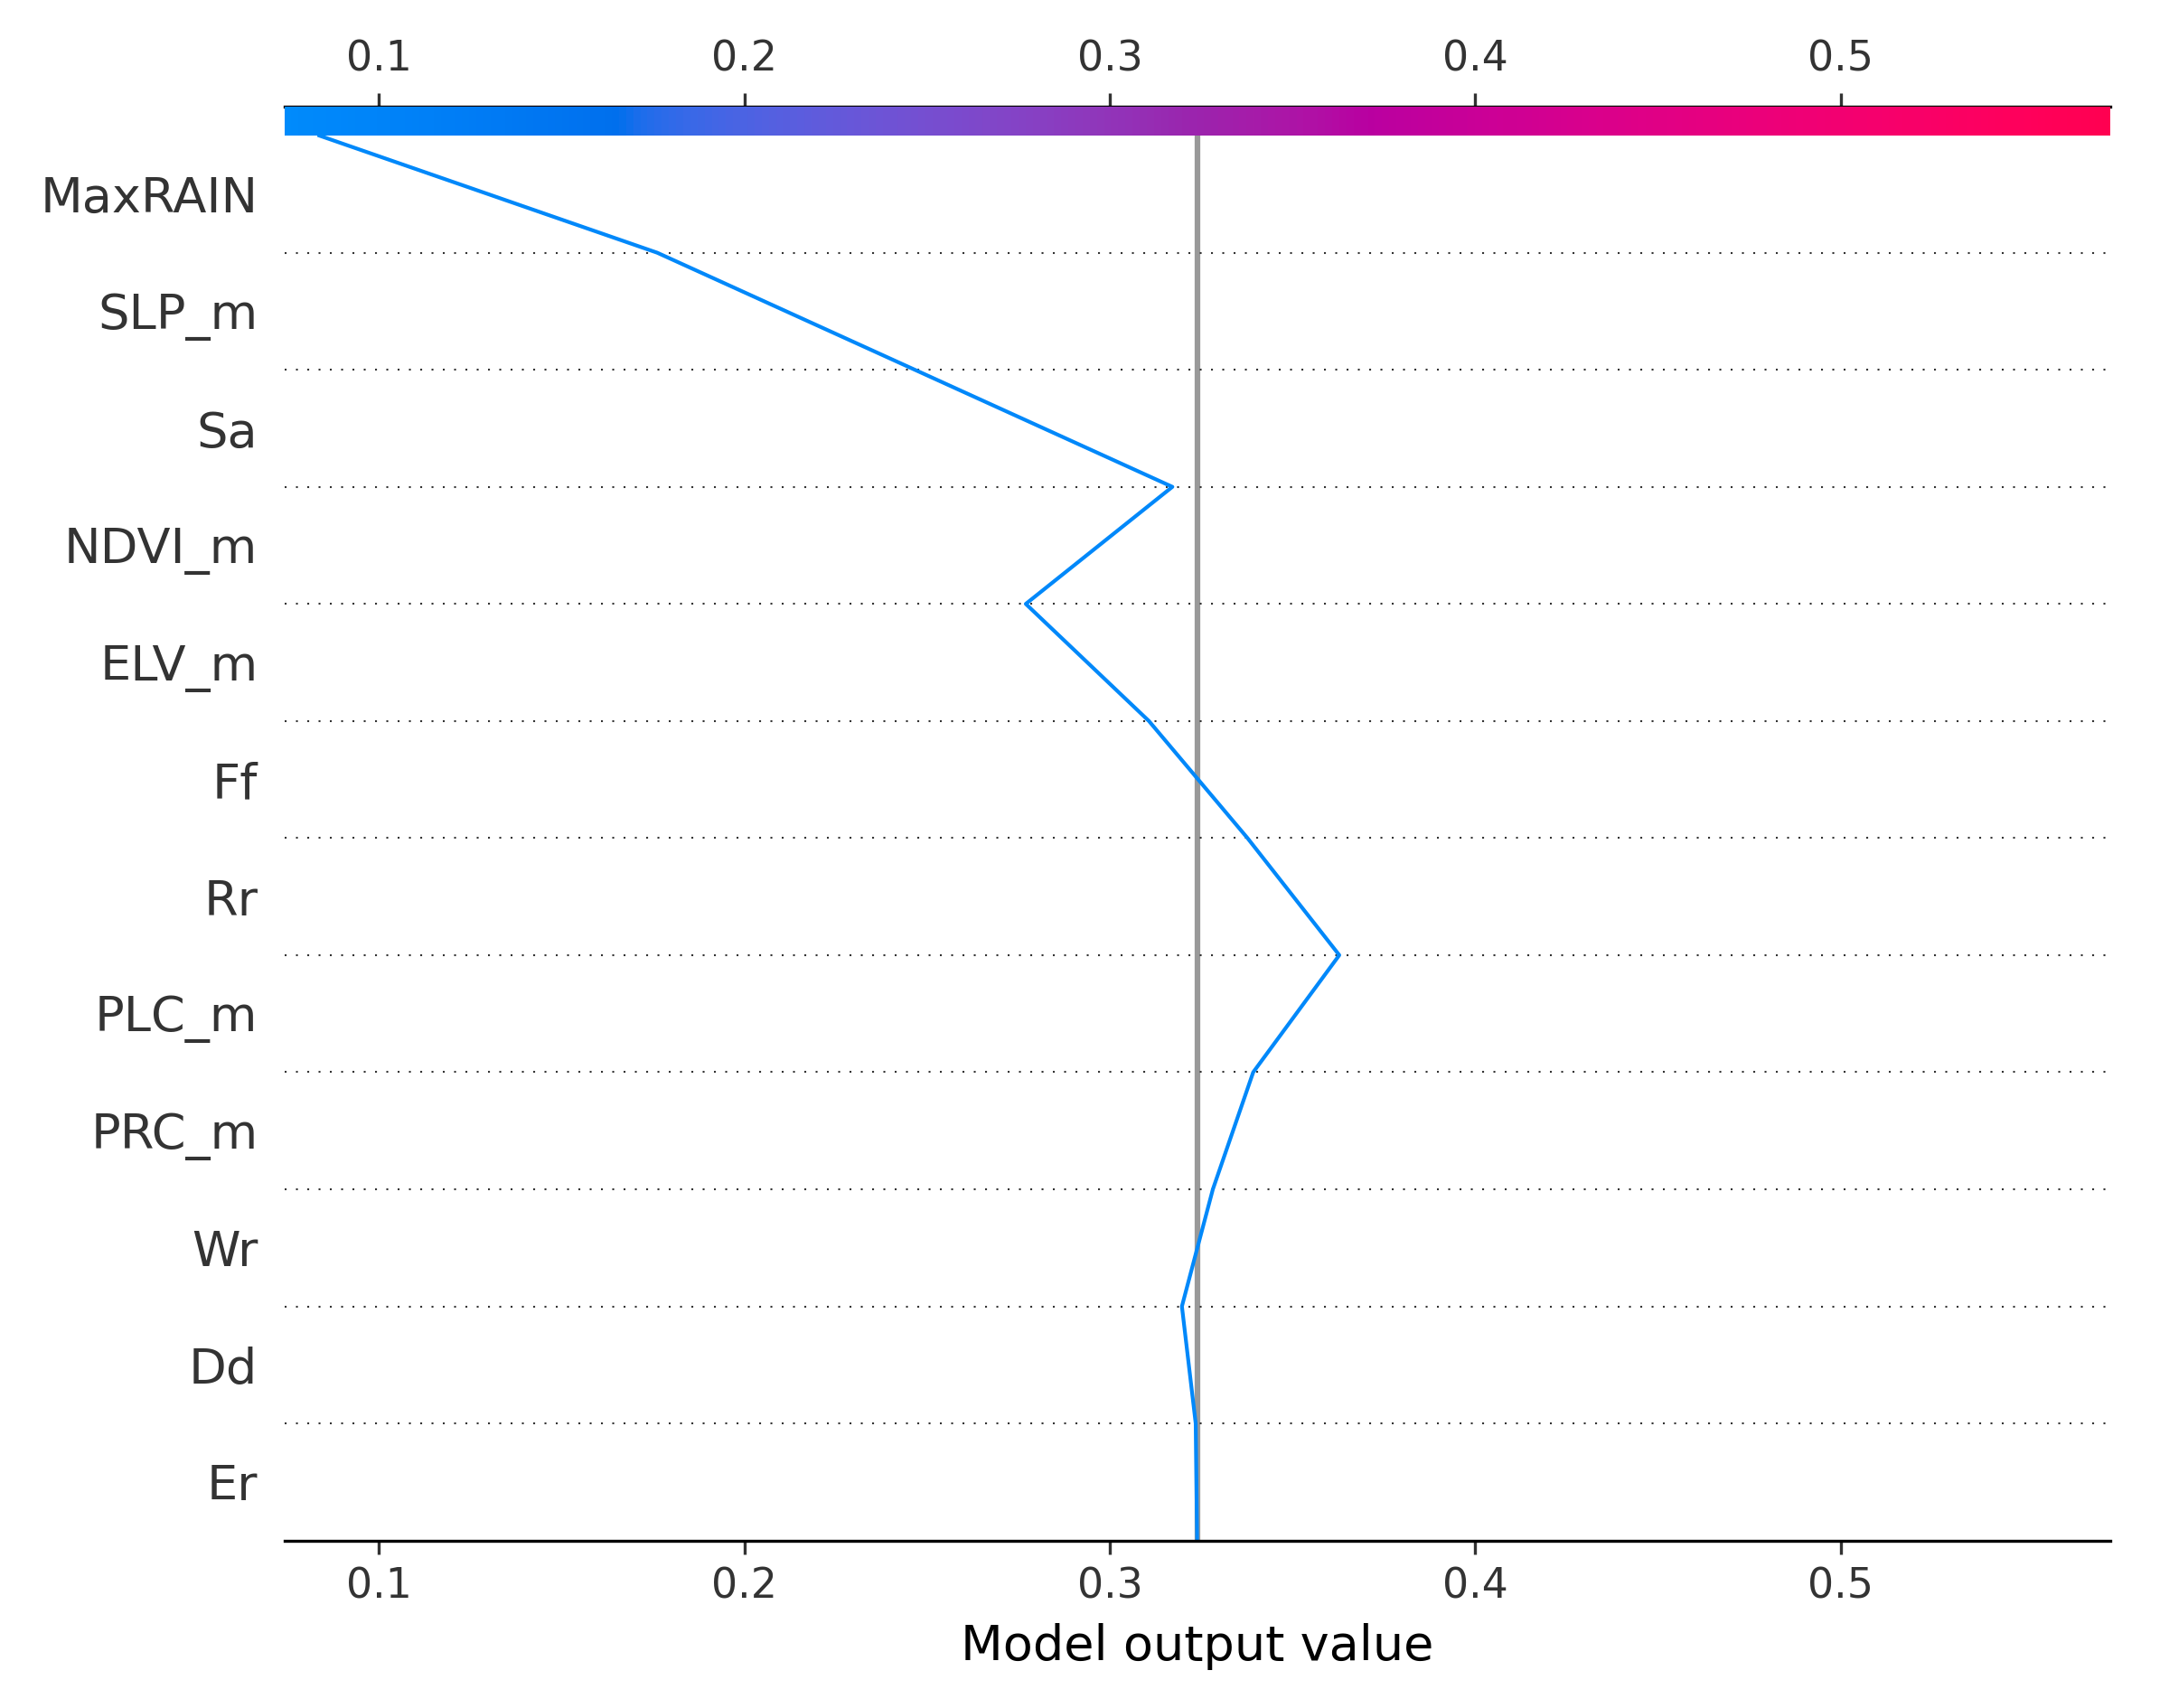 0.1 0.2 0.3 0.4 0.5
MaxRAIN
SLP_m
Sa
NDVI_m
ELV_m
Ff
Rr
PLC_m
PRC_m
Wr
Dd
Er
0.1 0.2 0.3 0.4 0.5
Model output value